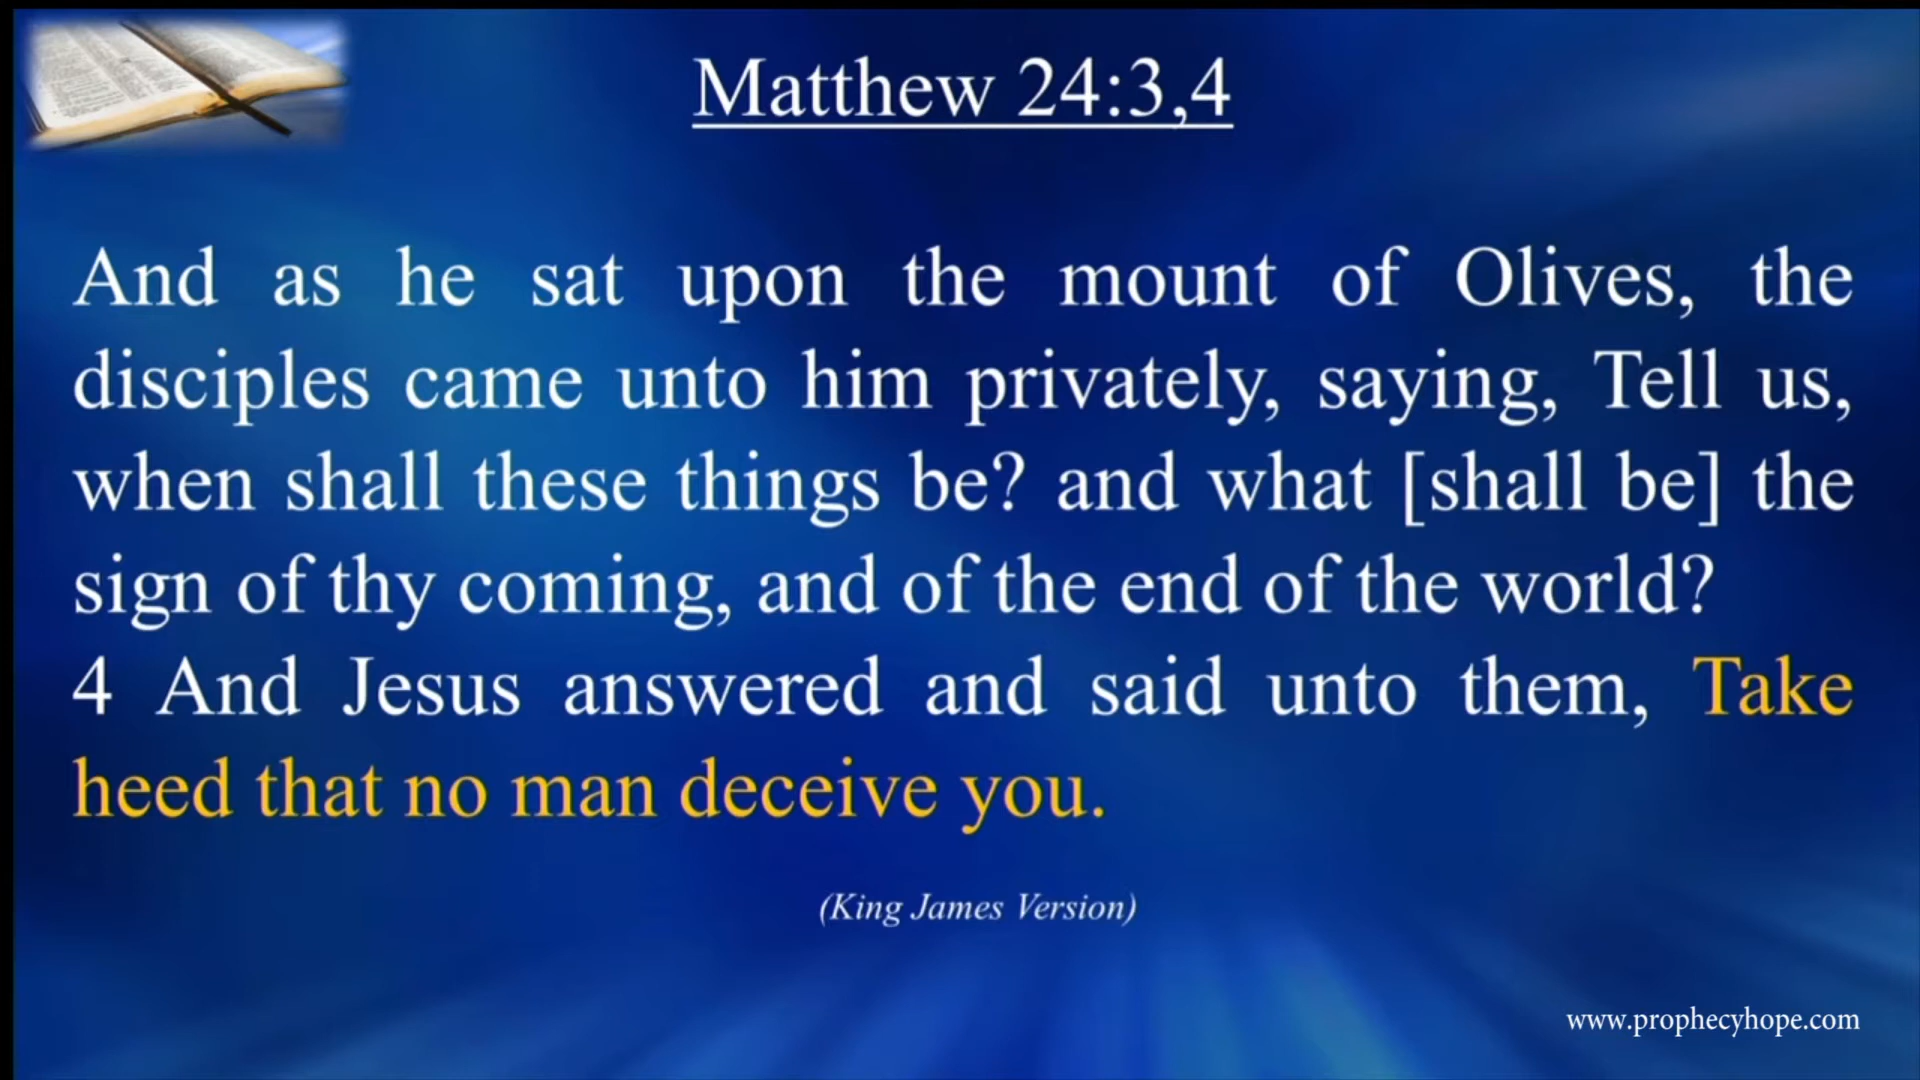 Matthew 24:3,4
And as he sat upon the mount of Olives, the
disciples came unto him privately, saying, Tell us,
when shall these things be? and what [shall be] the
sign of thy coming, and of the end of the world?
4 And Jesus answered and said unto them, Take
heed that no man deceive you.
(King James Version)
www.prophecyhope.com